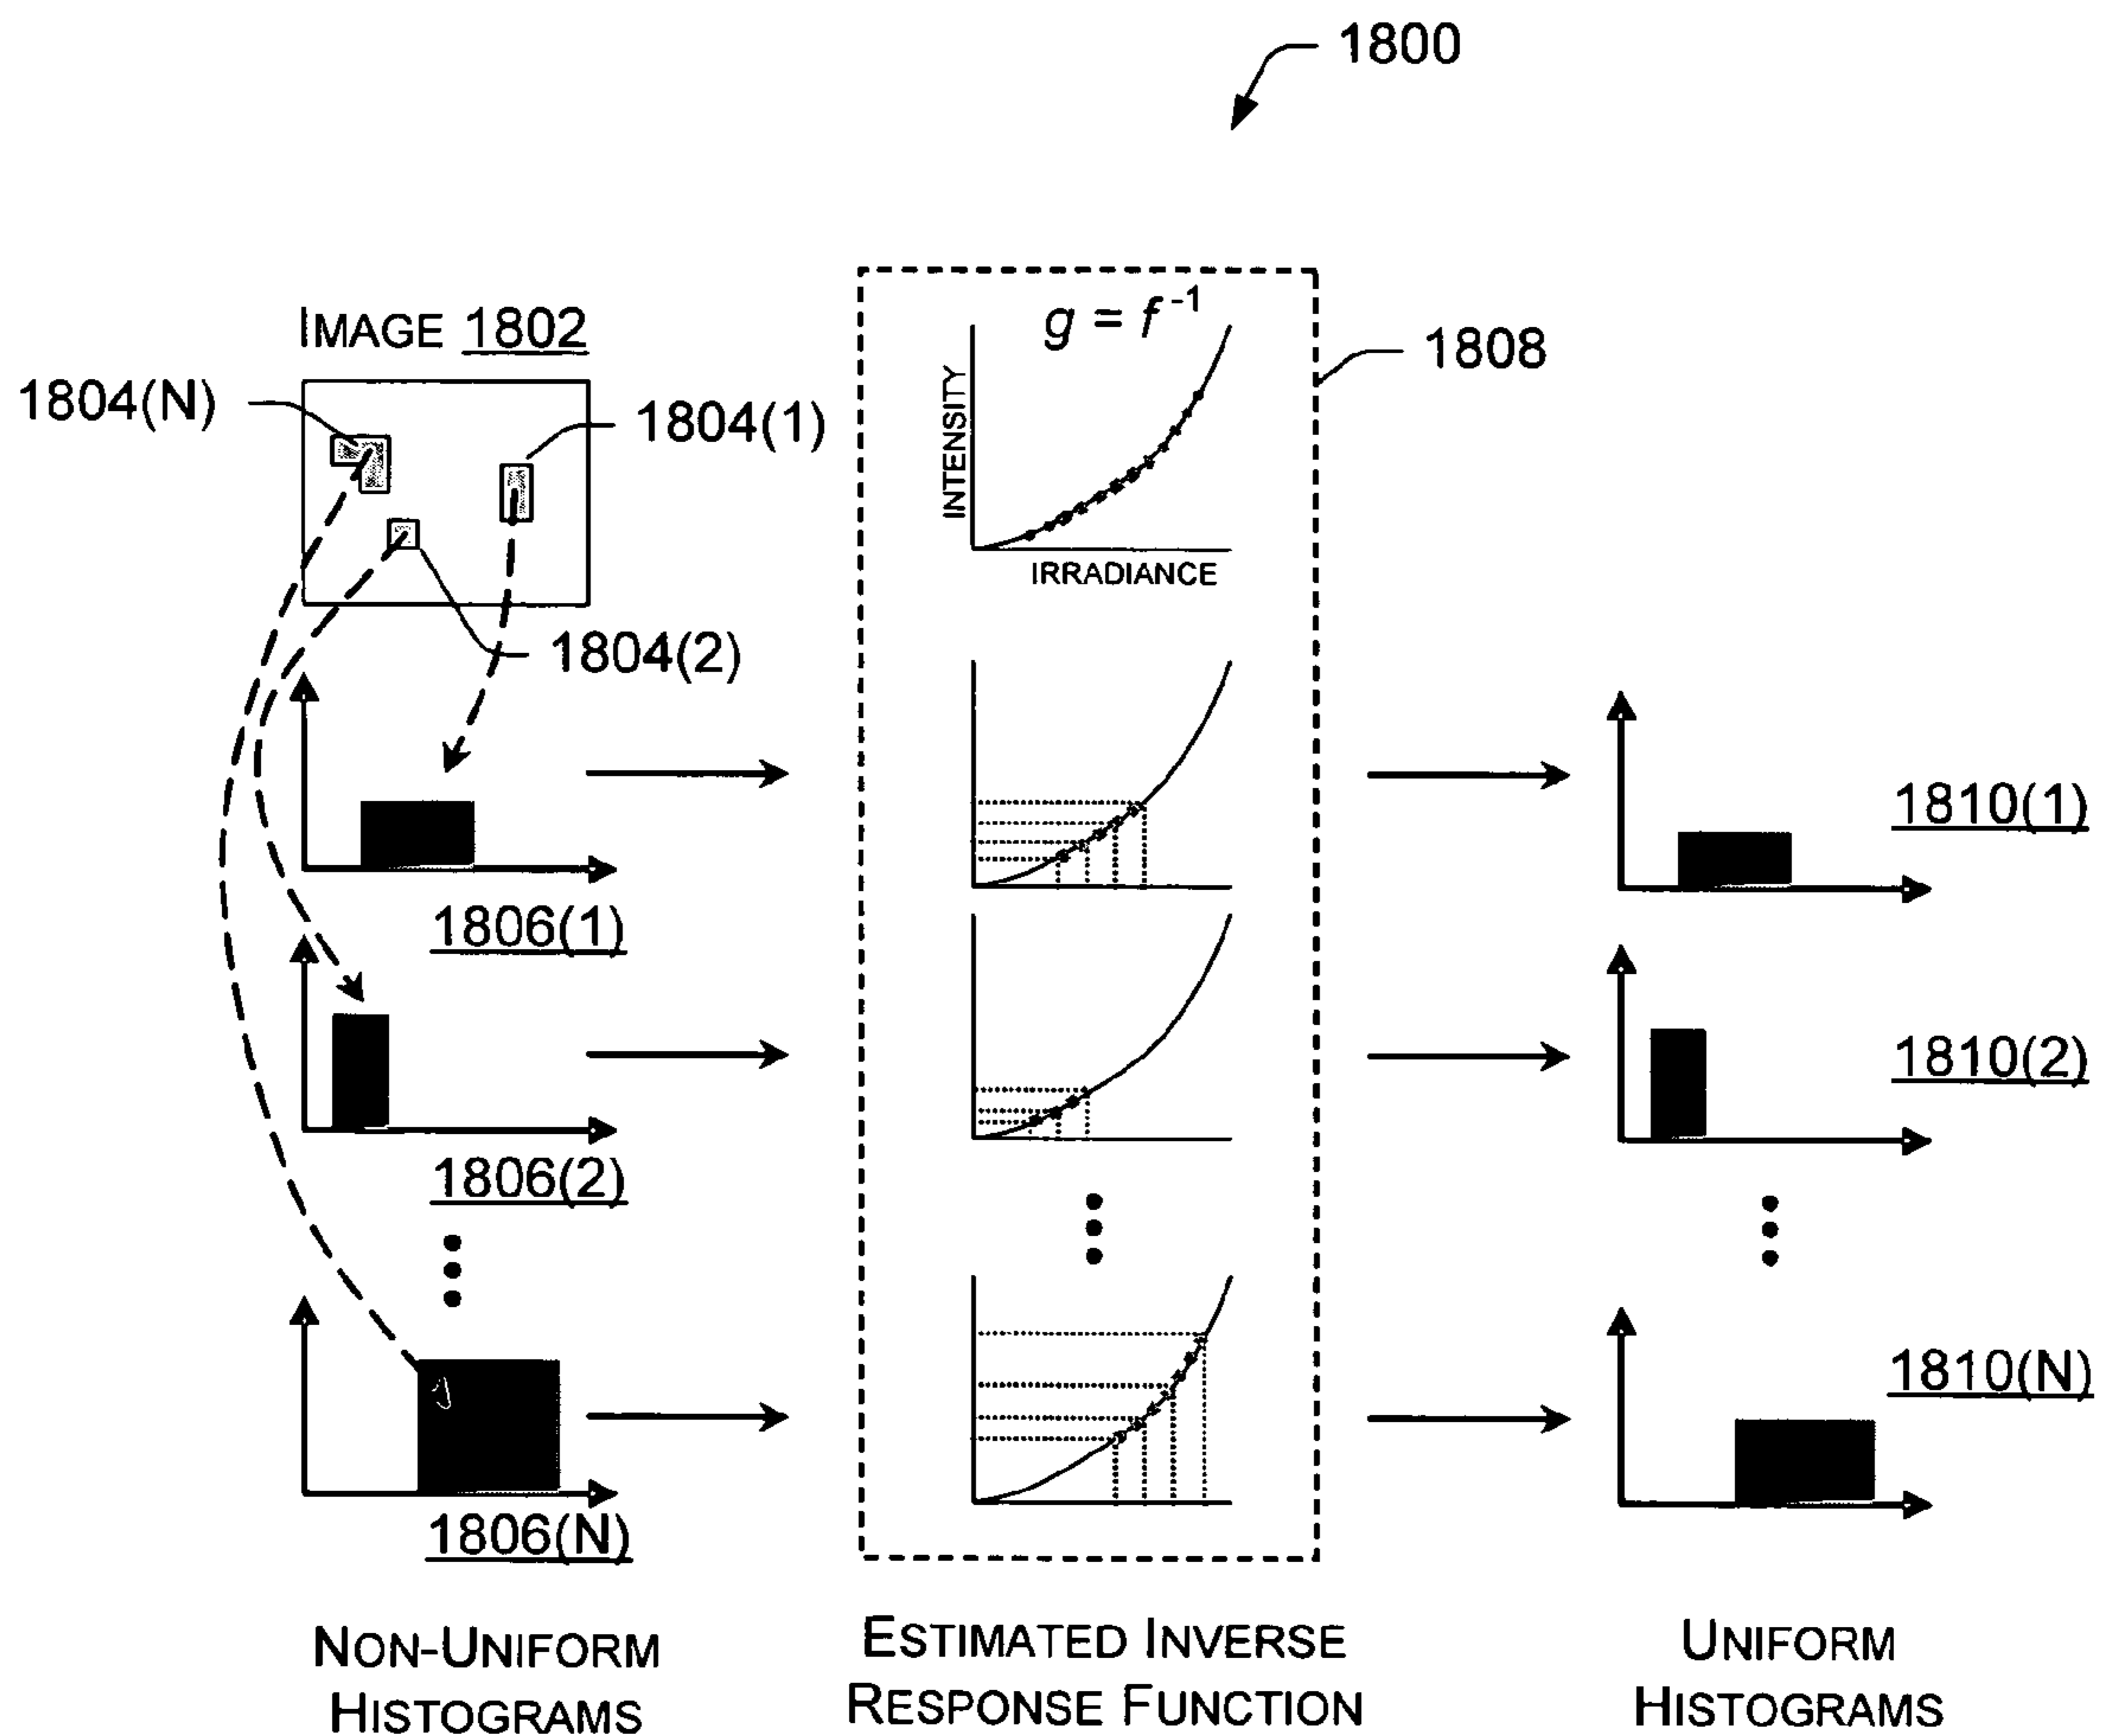 1800
IMAGE 1802
1804(N)
1804(1)
1804(2)
g = f -1
INTENSITY
IRRADIANCE
1808
1806(1)
1810(1)
1806(2)
1810(2)
1806(N)
1810(N)
NON-UNIFORM
HISTOGRAMS
ESTIMATED INVERSE
RESPONSE FUNCTION
UNIFORM
HISTOGRAMS